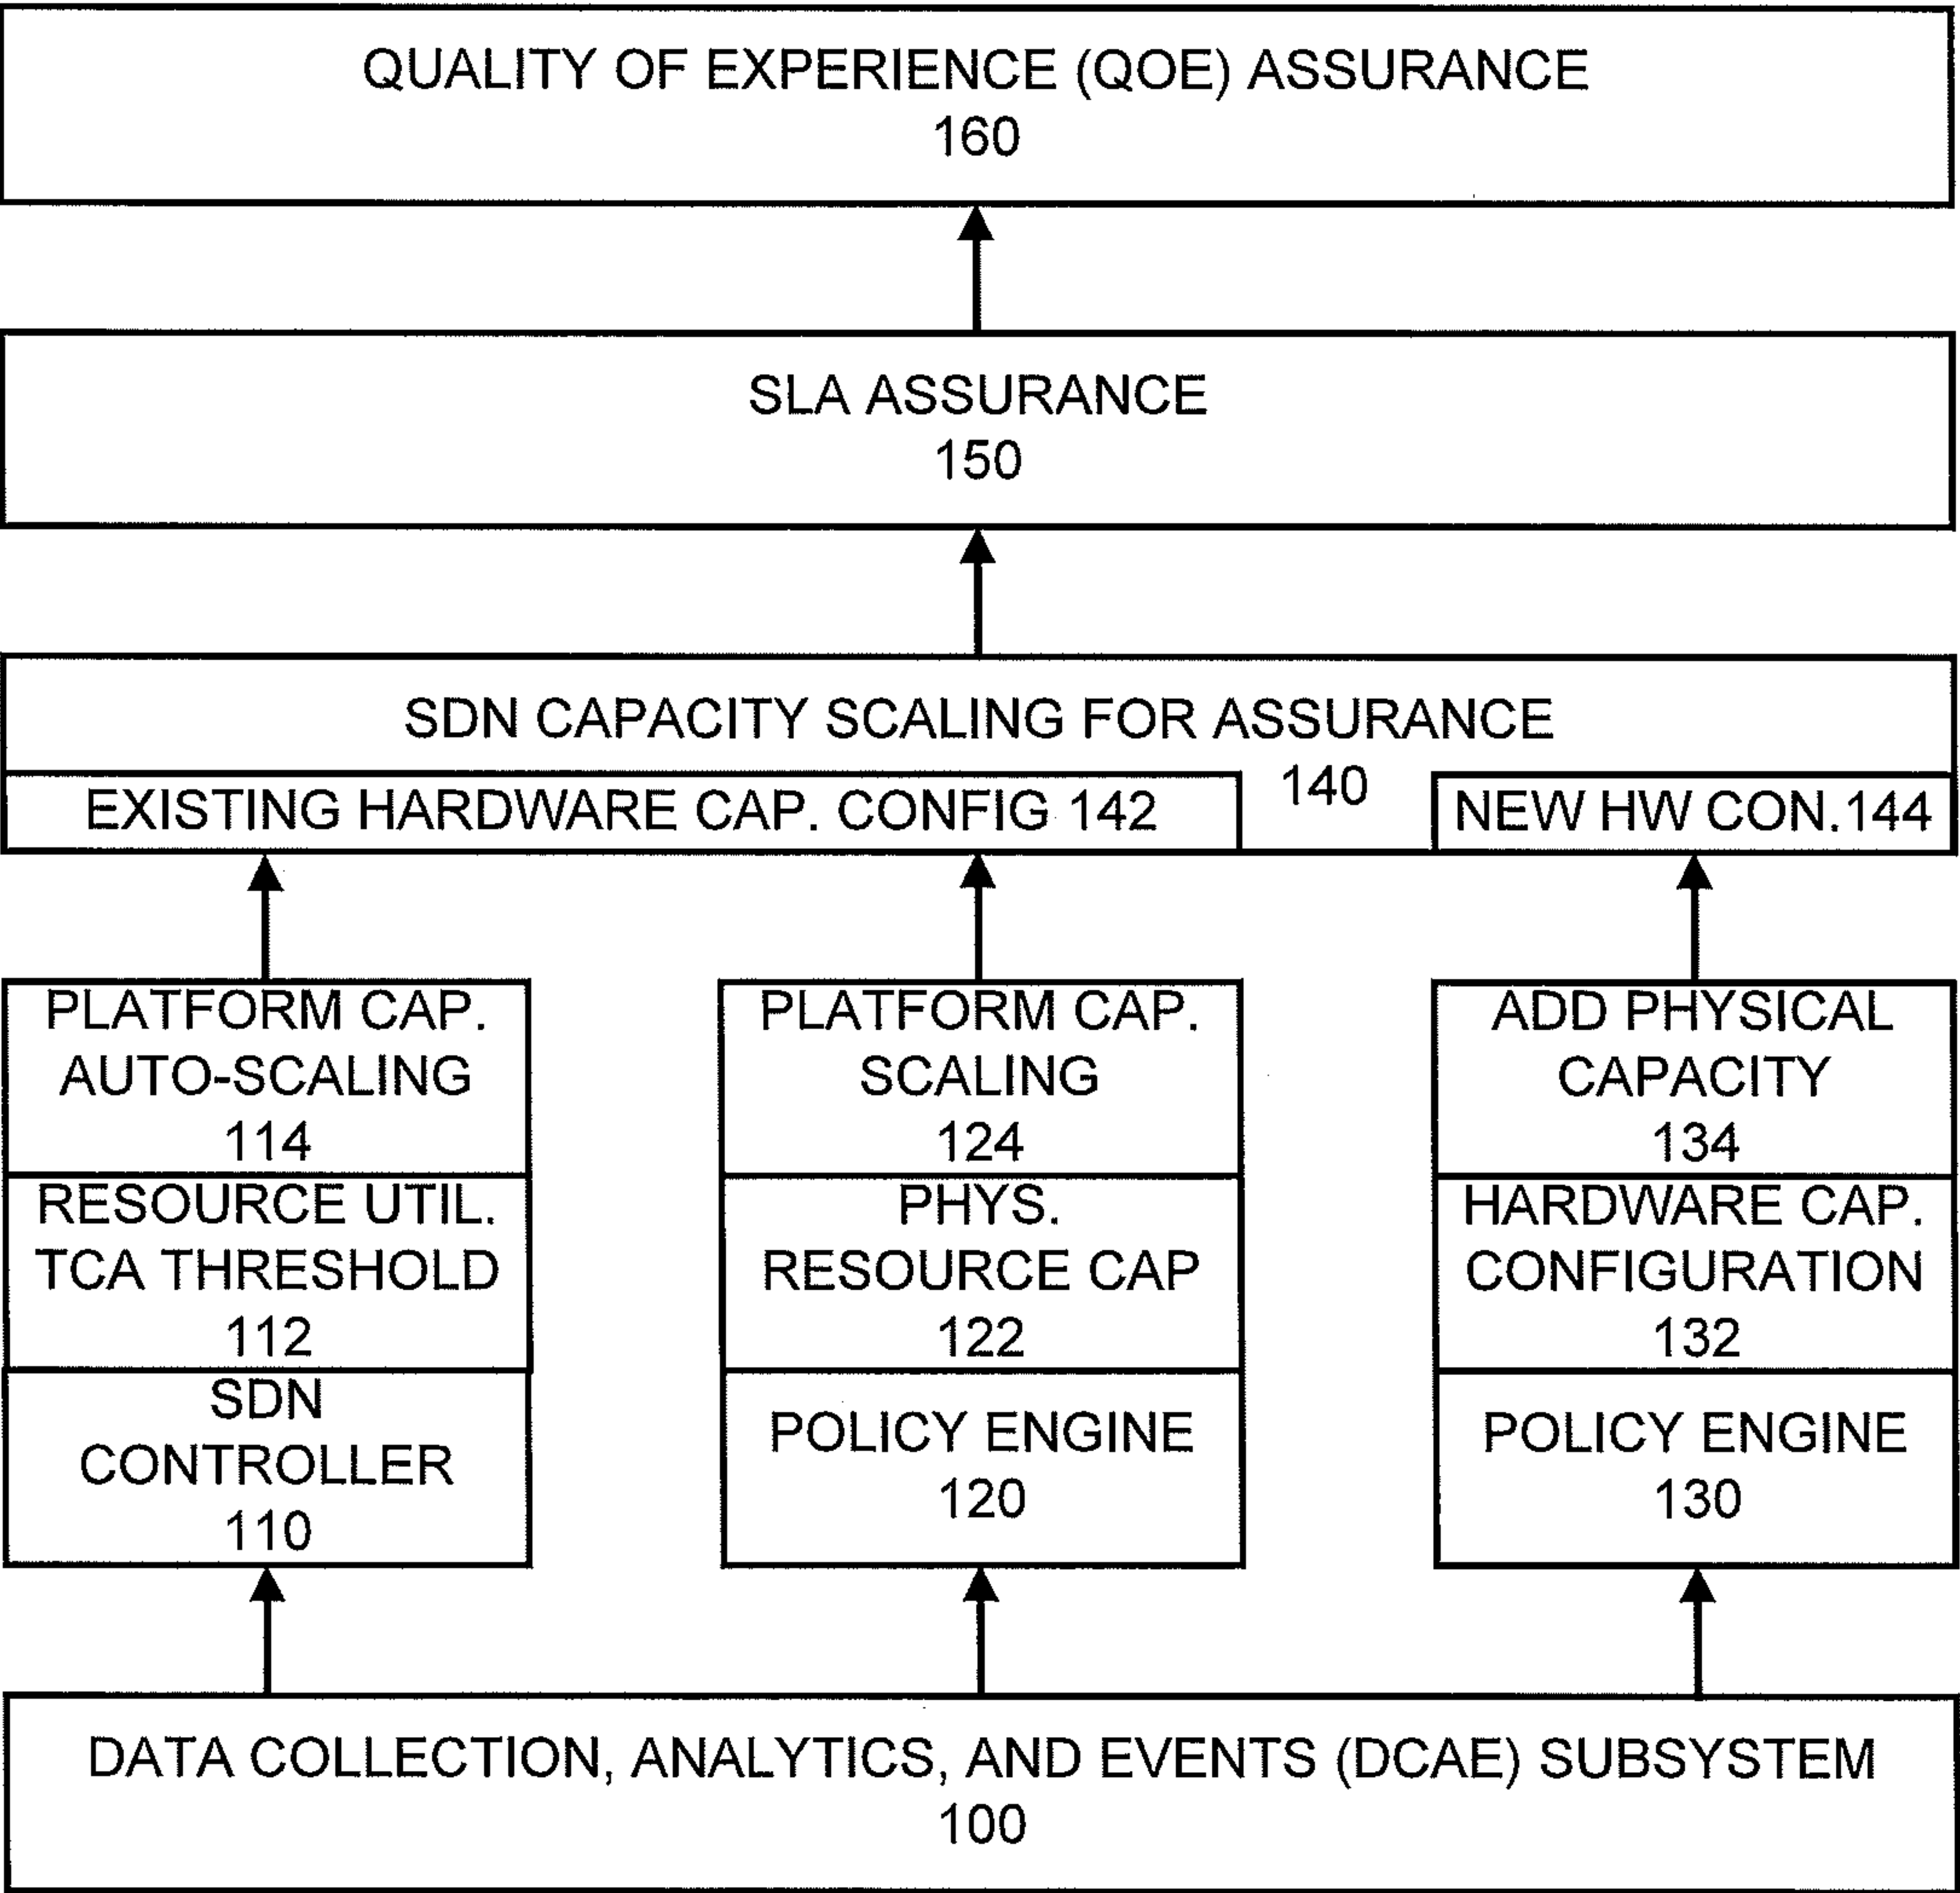 QUALITY OF EXPERIENCE (QOE) ASSURANCE
160
SLA ASSURANCE
150
SDN CAPACITY SCALING FOR ASSURANCE
140
EXISTING HARDWARE CAP. CONFIG 142
NEW HW CON.144
PLATFORM CAP.
AUTO-SCALING
114
RESOURCE UTIL.
TCA THRESHOLD
112
SDN
CONTROLLER
110
PLATFORM CAP.
SCALING
124
PHYS.
RESOURCE CAP
122
POLICY ENGINE
120
ADD PHYSICAL
CAPACITY
134
HARDWARE CAP.
CONFIGURATION
132
POLICY ENGINE
130
DATA COLLECTION, ANALYTICS, AND EVENTS (DCAE) SUBSYSTEM
100